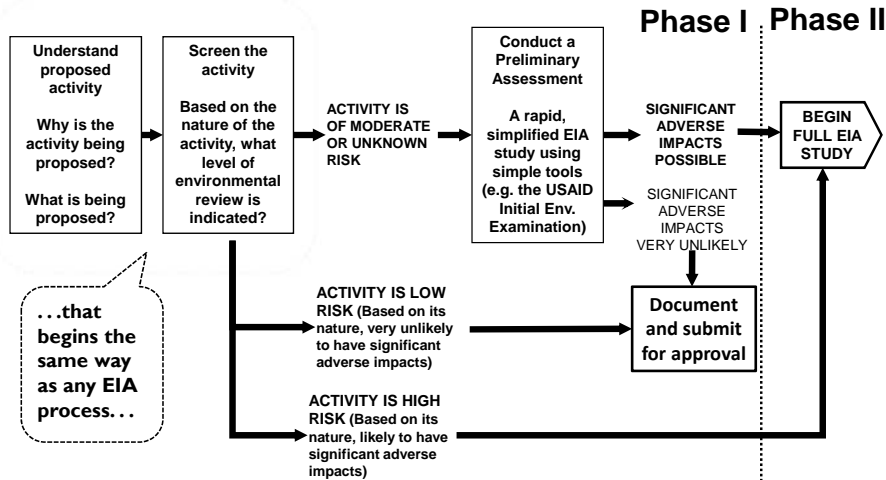 Phase I
Phase II
Understand
proposed
activity
Why is the
activity being
proposed?
What is being
proposed?
Screen the
activity
Based on the
nature of the
activity, what
level of
environmental
review is
indicated?
ACTIVITY IS
OF MODERATE
OR UNKNOWN
RISK
Conduct a
Preliminary
Assessment
A rapid,
simplified EIA
study using
simple tools
(e.g. the USAID
Initial Env.
Examination)
SIGNIFICANT
ADVERSE
IMPACTS
POSSIBLE
BEGIN
FULL EIA
STUDY
SIGNIFICANT
ADVERSE
IMPACTS
VERY UNLIKELY
...that
begins the
same way
as any EIA
process...
ACTIVITY IS LOW
RISK (Based on its
nature, very unlikely
to have significant
adverse impacts)
Document
and submit
for approval
ACTIVITY IS HIGH
RISK (Based on its
nature, likely to have
significant adverse
impacts)